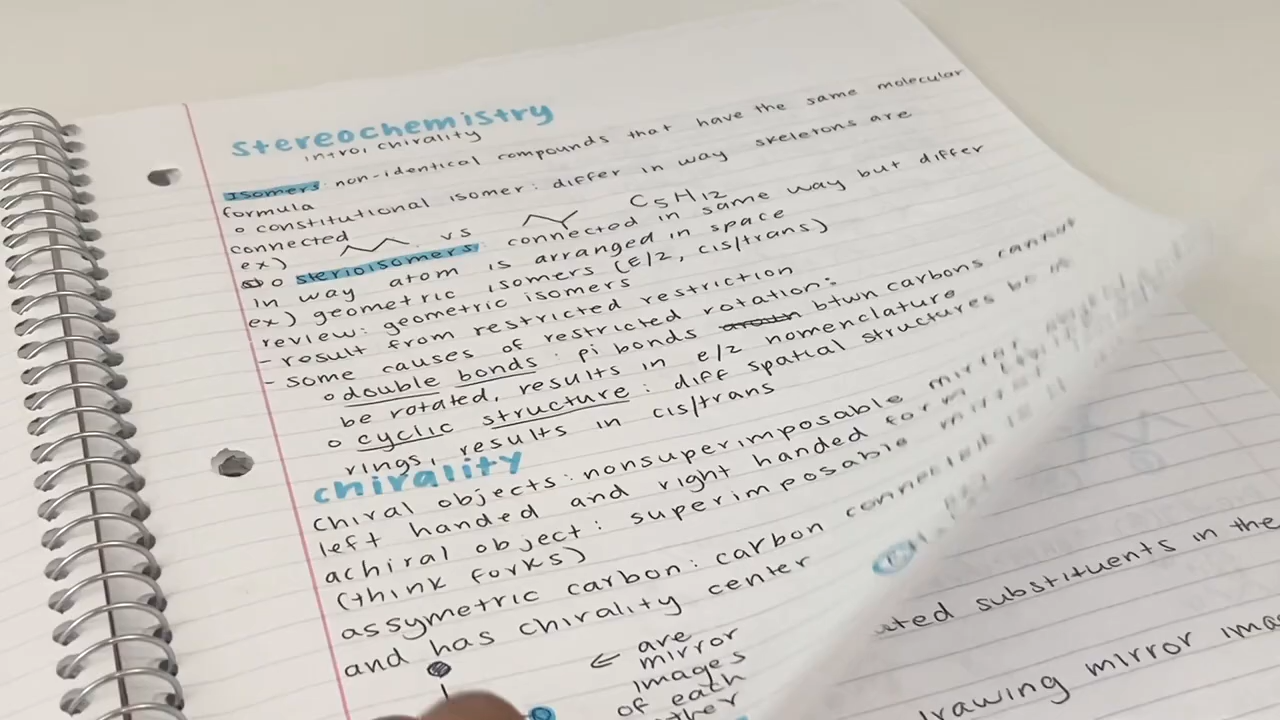 stereochemistry
intro, chirality
Isomers: non-identical compounds that have the same molecular
formula
o constitutional isomer: differ in way skeletons are
connected
ex) vs C5H12
o sterioisomers: connected in same way but differ
in way atom is arranged in space
ex) geometric isomers (E/Z, cis/trans)
review: geometric isomers
- result from restricted restriction
- some causes of restricted rotation:
o double bonds: pi bonds btwn carbons cannot
be rotated, results in e/z nomenclature
o cyclic structure: diff spatial structures be in
rings, results in cis/trans
chirality
chiral objects: nonsuperimposable mirror
left handed and right handed form
achiral object: superimposable mirror
(think forks)
assymetric carbon: carbon connected
and has chirality center
← are
mirror
images
of each
other
substituents in the
drawing mirror